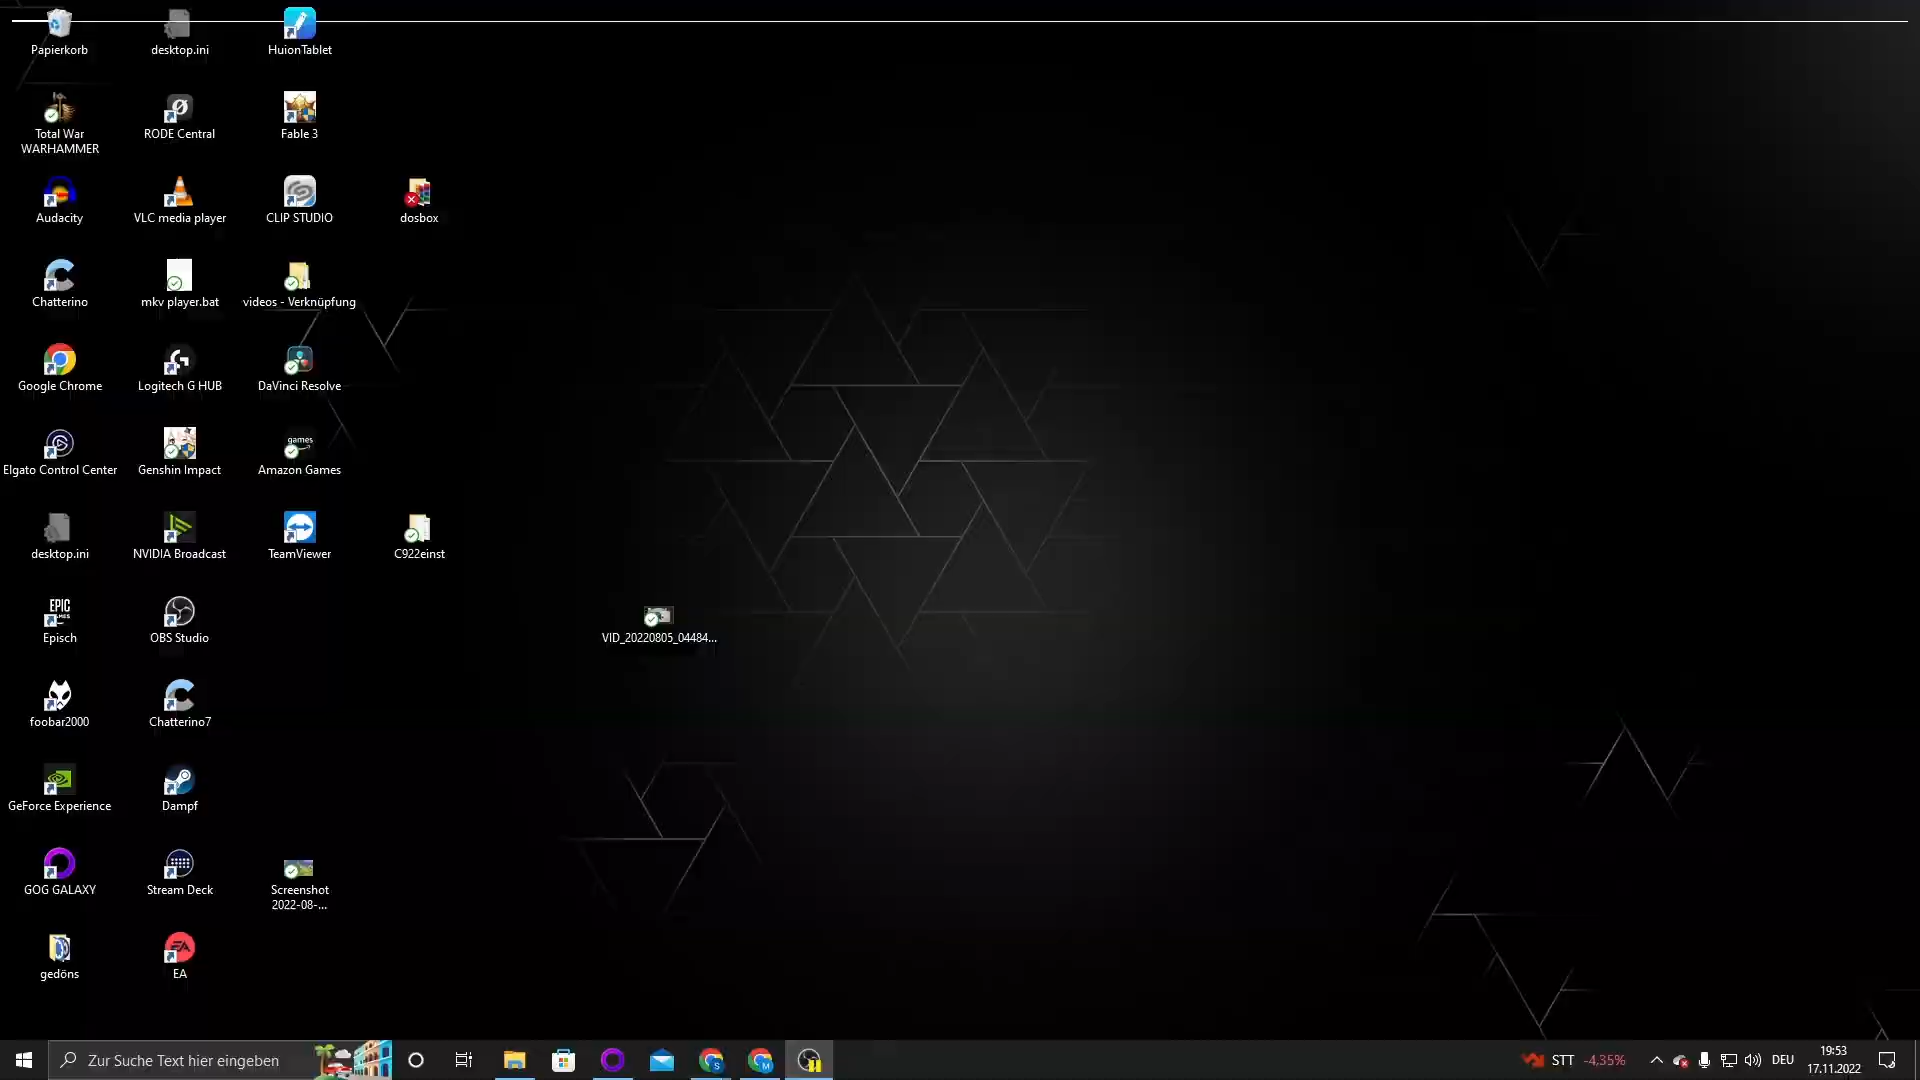 Papierkorb
desktop.ini
HuionTablet
Total War
WARHAMMER
RODE Central
Fable 3
Audacity
VLC media player
CLIP STUDIO
dosbox
Chatterino
mkv player.bat
videos - Verknüpfung
Google Chrome
Logitech G HUB
DaVinci Resolve
Elgato Control Center
Genshin Impact
games
Amazon Games
desktop.ini
NVIDIA Broadcast
TeamViewer
C922einst
EPIC
GAMES
Episch
OBS Studio
VID_20220805_04484...
foobar2000
Chatterino7
GeForce Experience
Dampf
GOG GALAXY
Stream Deck
Screenshot
2022-08-...
gedöns
EA
EA
Zur Suche Text hier eingeben
S
M
STT -4,35%
DEU
19:53
17.11.2022